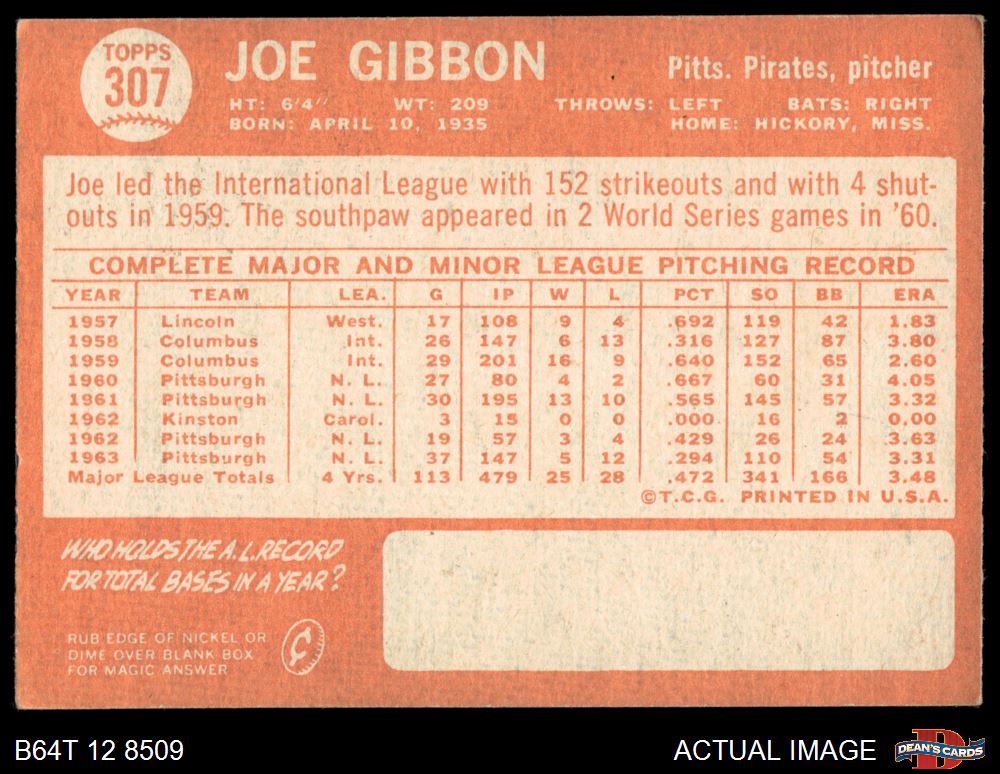 TOPPS
307
JOE GIBBON
Pitts. Pirates, pitcher
HT: 6'4" WT: 209 THROWS: LEFT BATS: RIGHT
BORN: APRIL 10, 1935 HOME: HICKORY, MISS.
Joe led the International League with 152 strikeouts and with 4 shut-
outs in 1959. The southpaw appeared in 2 World Series games in '60.
COMPLETE MAJOR AND MINOR LEAGUE PITCHING RECORD
YEAR TEAM LEA. G IP W L PCT SO BB ERA
1957 Lincoln West. 17 108 9 4 .692 119 42 1.83
1958 Columbus Int. 26 147 6 13 .316 127 87 3.80
1959 Columbus Int. 29 201 16 9 .640 152 65 2.60
1960 Pittsburgh N. L. 27 80 4 2 .667 60 31 4.05
1961 Pittsburgh N. L. 30 195 13 10 .565 145 57 3.32
1962 Kinston Carol. 3 15 0 0 .000 16 2 0.00
1962 Pittsburgh N. L. 19 57 3 4 .429 26 24 3.63
1963 Pittsburgh N. L. 37 147 5 12 .294 110 54 3.31
Major League Totals 4 Yrs. 113 479 25 28 .472 341 166 3.48
©T.C.G. PRINTED IN U.S.A.
WHO HOLDS THE A.L. RECORD
FOR TOTAL BASES IN A YEAR?
RUB EDGE OF NICKEL OR
DIME OVER BLANK BOX
FOR MAGIC ANSWER
¢
B64T 12 8509
ACTUAL IMAGE
D
DEAN'S CARDS